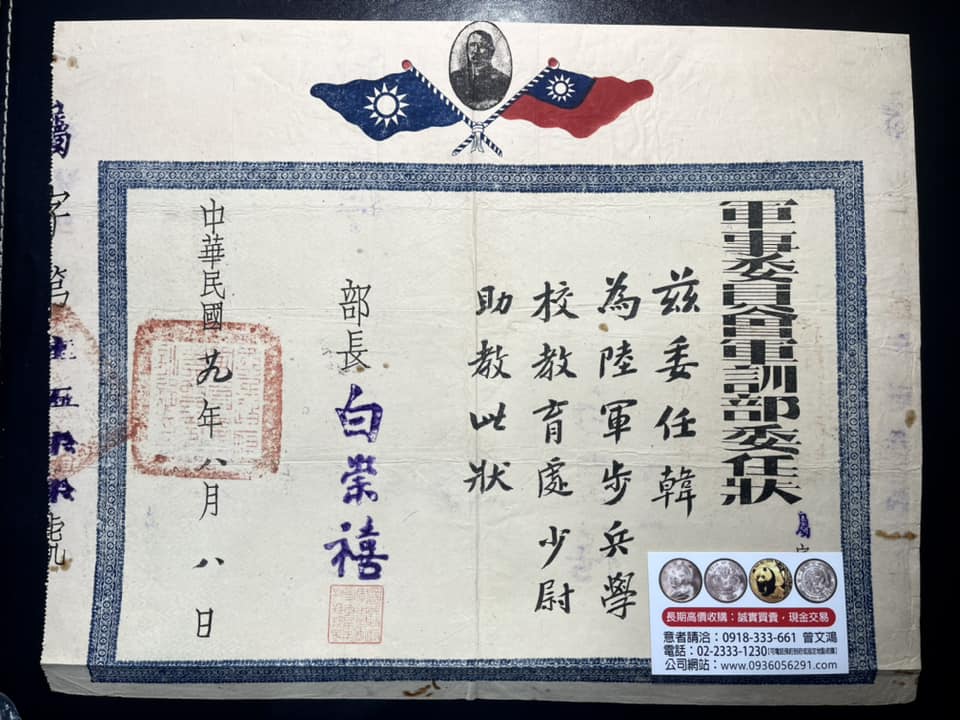 軍事委員會軍訓部委任狀
茲委任韓
為陸軍步兵學
校教育處少尉
助教此狀
部長 白崇禧
中華民國廿九年八月八日
字第
號
長期高價收購：誠實買賣，現金交易
意者請洽：0918-333-661 曾文鴻
電話：02-2333-1230
公司網站：www.0936056291.com